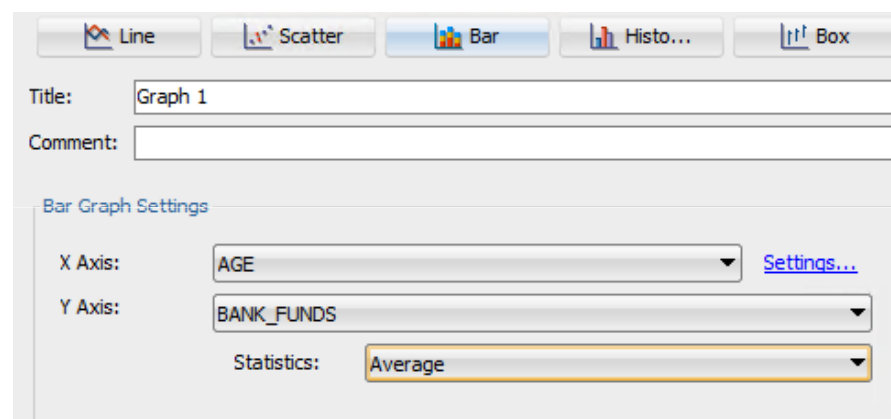 Line Scatter Bar Histo... Box
Title: Graph 1
Comment:
Bar Graph Settings
X Axis: AGE Settings...
Y Axis: BANK_FUNDS
Statistics: Average